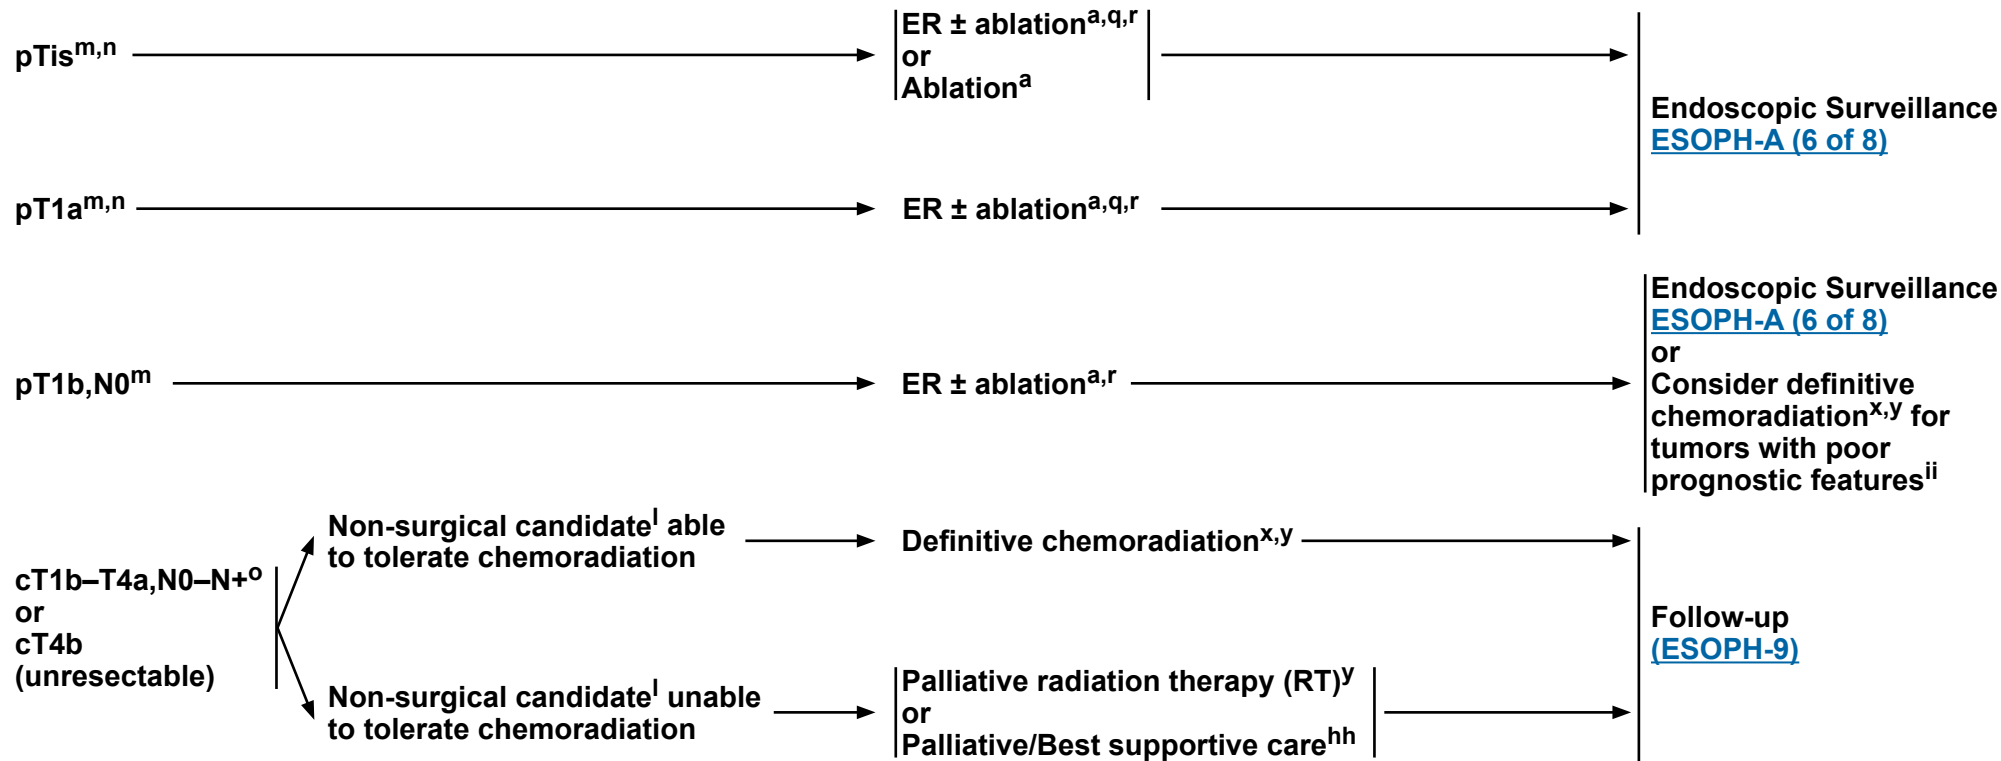 pTis^m,n
ER ± ablation^a,q,r
or
Ablation^a
Endoscopic Surveillance
ESOPH-A (6 of 8)
pT1a^m,n
ER ± ablation^a,q,r
pT1b,N0^m
ER ± ablation^a,r
Endoscopic Surveillance
ESOPH-A (6 of 8)
or
Consider definitive
chemoradiation^x,y for
tumors with poor
prognostic features^ii
cT1b–T4a,N0–N+^o
or
cT4b
(unresectable)
Non-surgical candidate^l able
to tolerate chemoradiation
Definitive chemoradiation^x,y
Non-surgical candidate^l unable
to tolerate chemoradiation
Palliative radiation therapy (RT)^y
or
Palliative/Best supportive care^hh
Follow-up
(ESOPH-9)